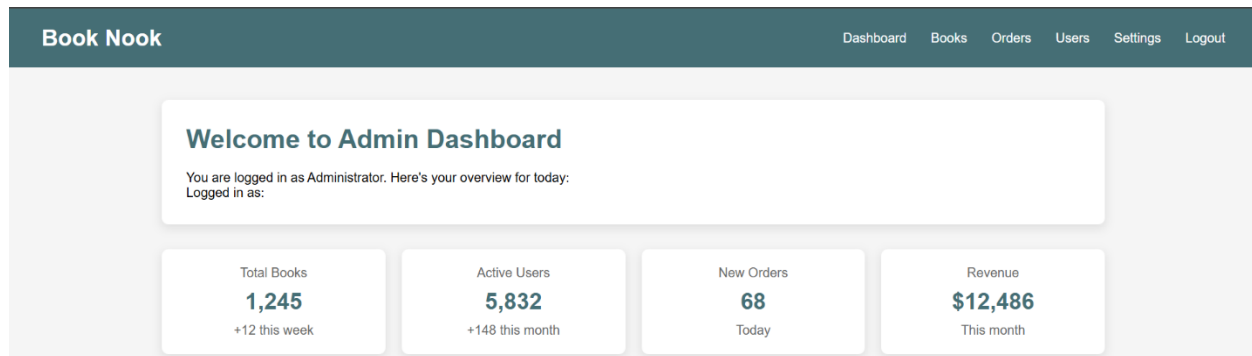 Book Nook
Dashboard Books Orders Users Settings Logout
Welcome to Admin Dashboard
You are logged in as Administrator. Here's your overview for today:
Logged in as:
Total Books
1,245
+12 this week
Active Users
5,832
+148 this month
New Orders
68
Today
Revenue
$12,486
This month